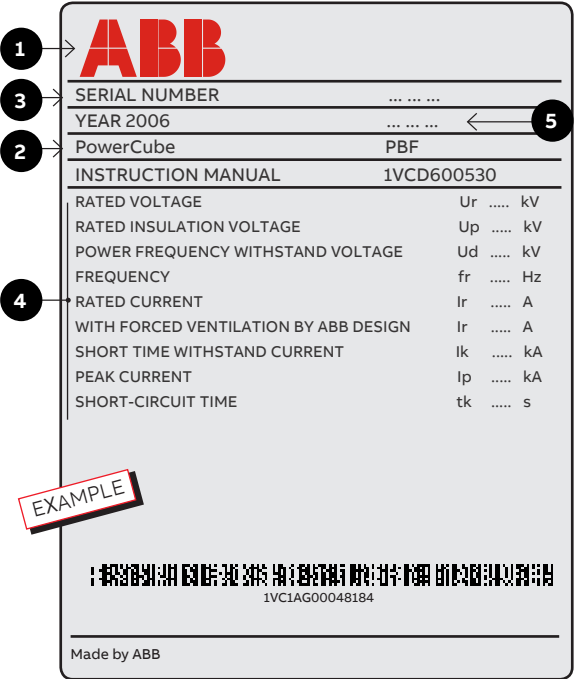 1
ABB
3
SERIAL NUMBER ... ... ...
YEAR 2006 ... ... ...
5
2
PowerCube PBF
INSTRUCTION MANUAL 1VCD600530
RATED VOLTAGE Ur ..... kV
RATED INSULATION VOLTAGE Up ..... kV
POWER FREQUENCY WITHSTAND VOLTAGE Ud ..... kV
FREQUENCY fr ..... Hz
4
RATED CURRENT Ir ..... A
WITH FORCED VENTILATION BY ABB DESIGN Ir ..... A
SHORT TIME WITHSTAND CURRENT Ik ..... kA
PEAK CURRENT Ip ..... kA
SHORT-CIRCUIT TIME tk ..... s
EXAMPLE
1VC1AG00048184
Made by ABB